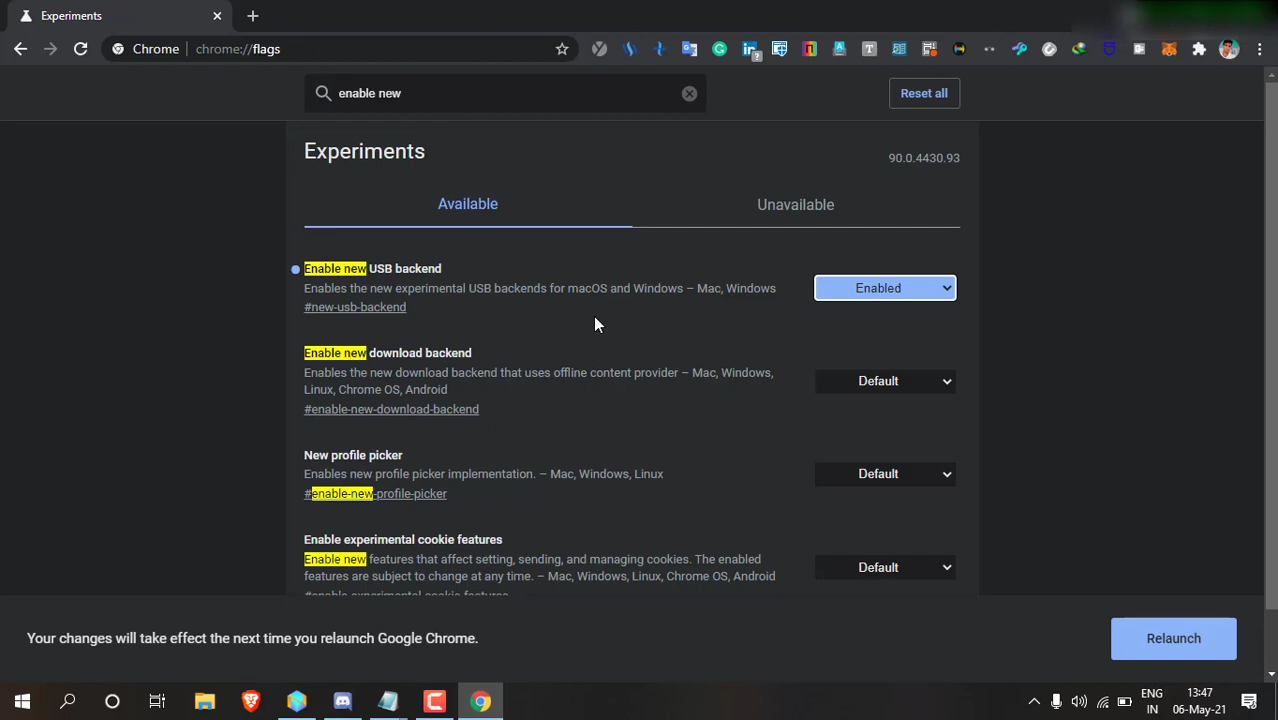 Experiments
Chrome
chrome://flags
enable new
Reset all
Experiments
90.0.4430.93
Available
Unavailable
Enable new USB backend
Enables the new experimental USB backends for macOS and Windows – Mac, Windows
#new-usb-backend
Enabled
Enable new download backend
Enables the new download backend that uses offline content provider – Mac, Windows,
Linux, Chrome OS, Android
#enable-new-download-backend
Default
New profile picker
Enables new profile picker implementation. – Mac, Windows, Linux
#enable-new-profile-picker
Default
Enable experimental cookie features
Enable new features that affect setting, sending, and managing cookies. The enabled
features are subject to change at any time. – Mac, Windows, Linux, Chrome OS, Android
#enable-experimental-cookie-features
Default
Your changes will take effect the next time you relaunch Google Chrome.
Relaunch
ENG
IN
13:47
06-May-21